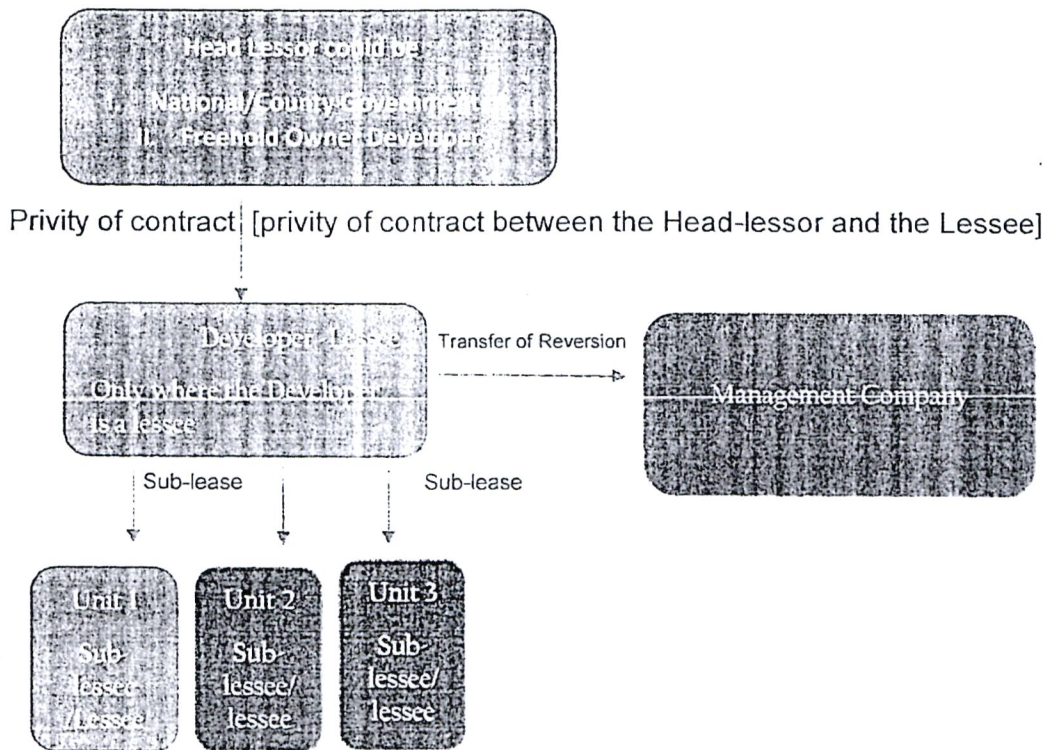 Head Lessor could be
I. National/County Government
II. Freehold Owner Developer
Privity of contract [privity of contract between the Head-lessor and the Lessee]
Developer Lessee
Only where the Developer
is a lessee
Transfer of Reversion
Management Company
Sub-lease
Sub-lease
Unit 1
Sub-
lessee
/Lessee
Unit 2
Sub-
lessee/
lessee
Unit 3
Sub-
lessee/
lessee